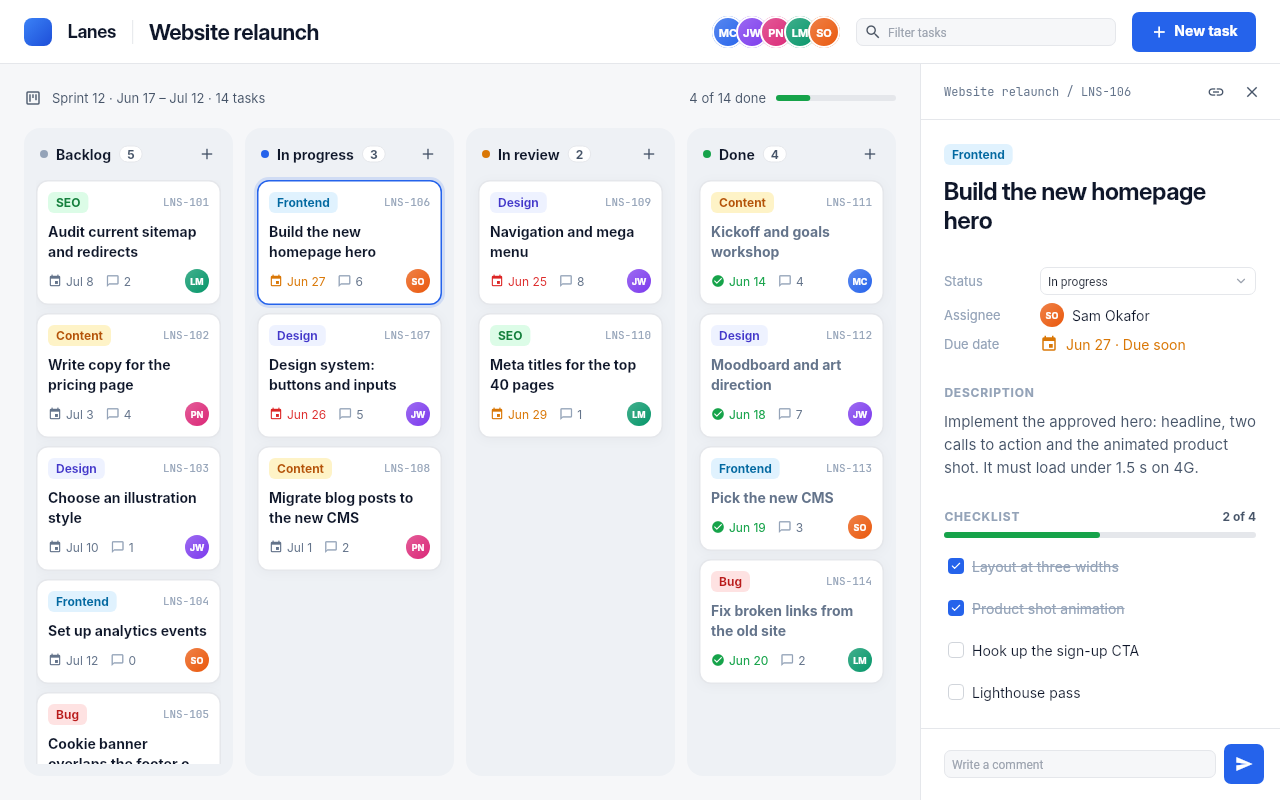 Lanes
Website relaunch
MC JW PN LM SO
Filter tasks
New task
Sprint 12 · Jun 17 – Jul 12 · 14 tasks
4 of 14 done
Backlog 5
SEO LNS-101
Audit current sitemap
and redirects
Jul 8 2 LM
Content LNS-102
Write copy for the
pricing page
Jul 3 4 PN
Design LNS-103
Choose an illustration
style
Jul 10 1 JW
Frontend LNS-104
Set up analytics events
Jul 12 0 SO
Bug LNS-105
Cookie banner
overlaps the footer
In progress 3
Frontend LNS-106
Build the new
homepage hero
Jun 27 6 SO
Design LNS-107
Design system:
buttons and inputs
Jun 26 5 JW
Content LNS-108
Migrate blog posts to
the new CMS
Jul 1 2 PN
In review 2
Design LNS-109
Navigation and mega
menu
Jun 25 8 JW
SEO LNS-110
Meta titles for the top
40 pages
Jun 29 1 LM
Done 4
Content LNS-111
Kickoff and goals
workshop
Jun 14 4 MC
Design LNS-112
Moodboard and art
direction
Jun 18 7 JW
Frontend LNS-113
Pick the new CMS
Jun 19 3 SO
Bug LNS-114
Fix broken links from
the old site
Jun 20 2 LM
Website relaunch / LNS-106
Frontend
Build the new homepage
hero
Status In progress
Assignee SO Sam Okafor
Due date Jun 27 · Due soon
DESCRIPTION
Implement the approved hero: headline, two
calls to action and the animated product
shot. It must load under 1.5 s on 4G.
CHECKLIST 2 of 4
Layout at three widths
Product shot animation
Hook up the sign-up CTA
Lighthouse pass
Write a comment